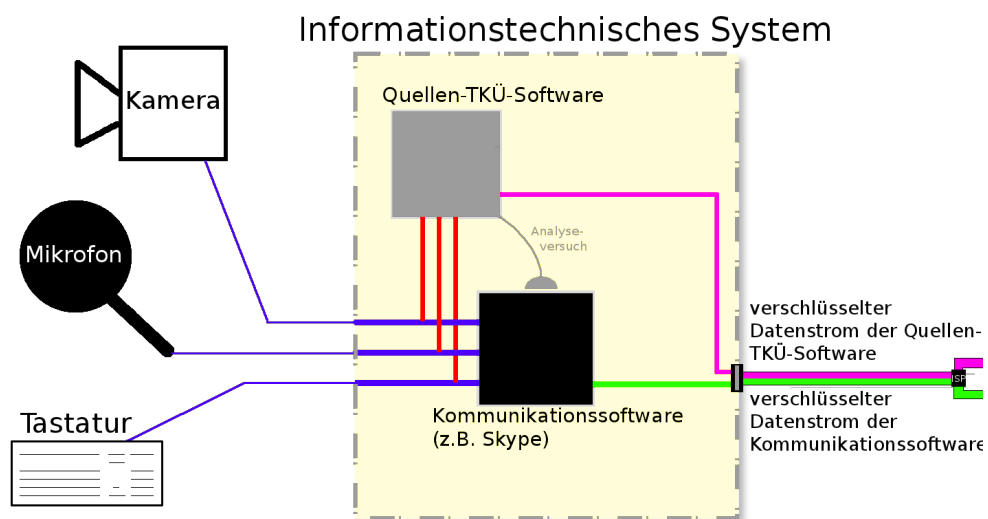 Informationstechnisches System
Kamera
Quellen-TKÜ-Software
Mikrofon
Analyse-
versuch
verschlüsselter
Datenstrom der Quellen-
TKÜ-Software
ISP
verschlüsselter
Datenstrom der
Kommunikationssoftware
Tastatur
Kommunikationssoftware
(z.B. Skype)